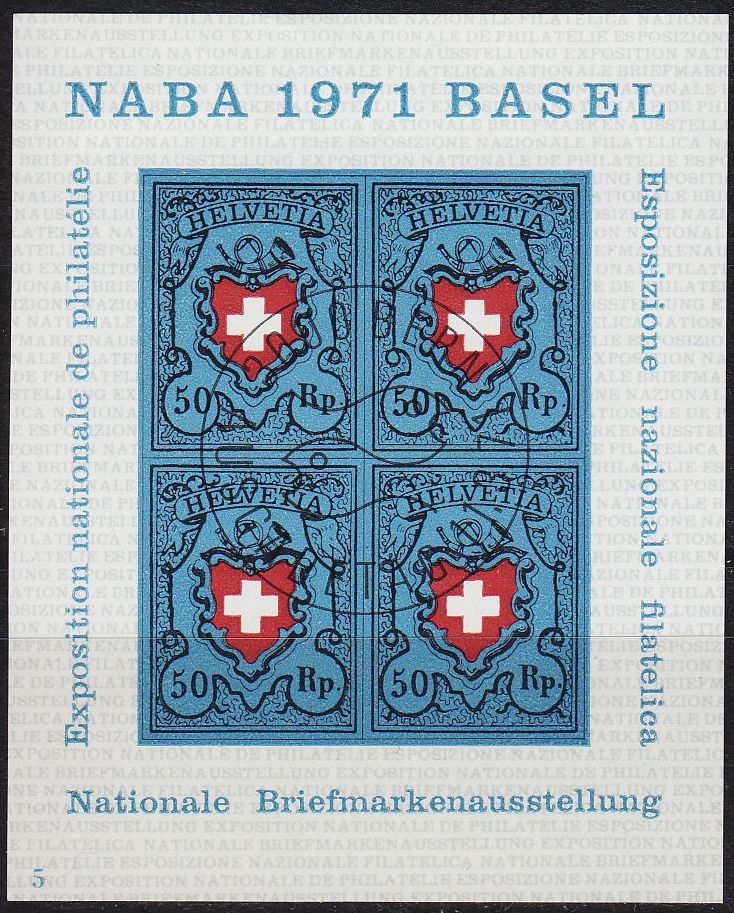 NABA 1971 BASEL
Exposition nationale de philatélie
Esposizione nazionale filatelica
HELVETIA
50 Rp.
HELVETIA
50 Rp.
HELVETIA
50 Rp.
HELVETIA
50 Rp.
Nationale Briefmarkenausstellung
5